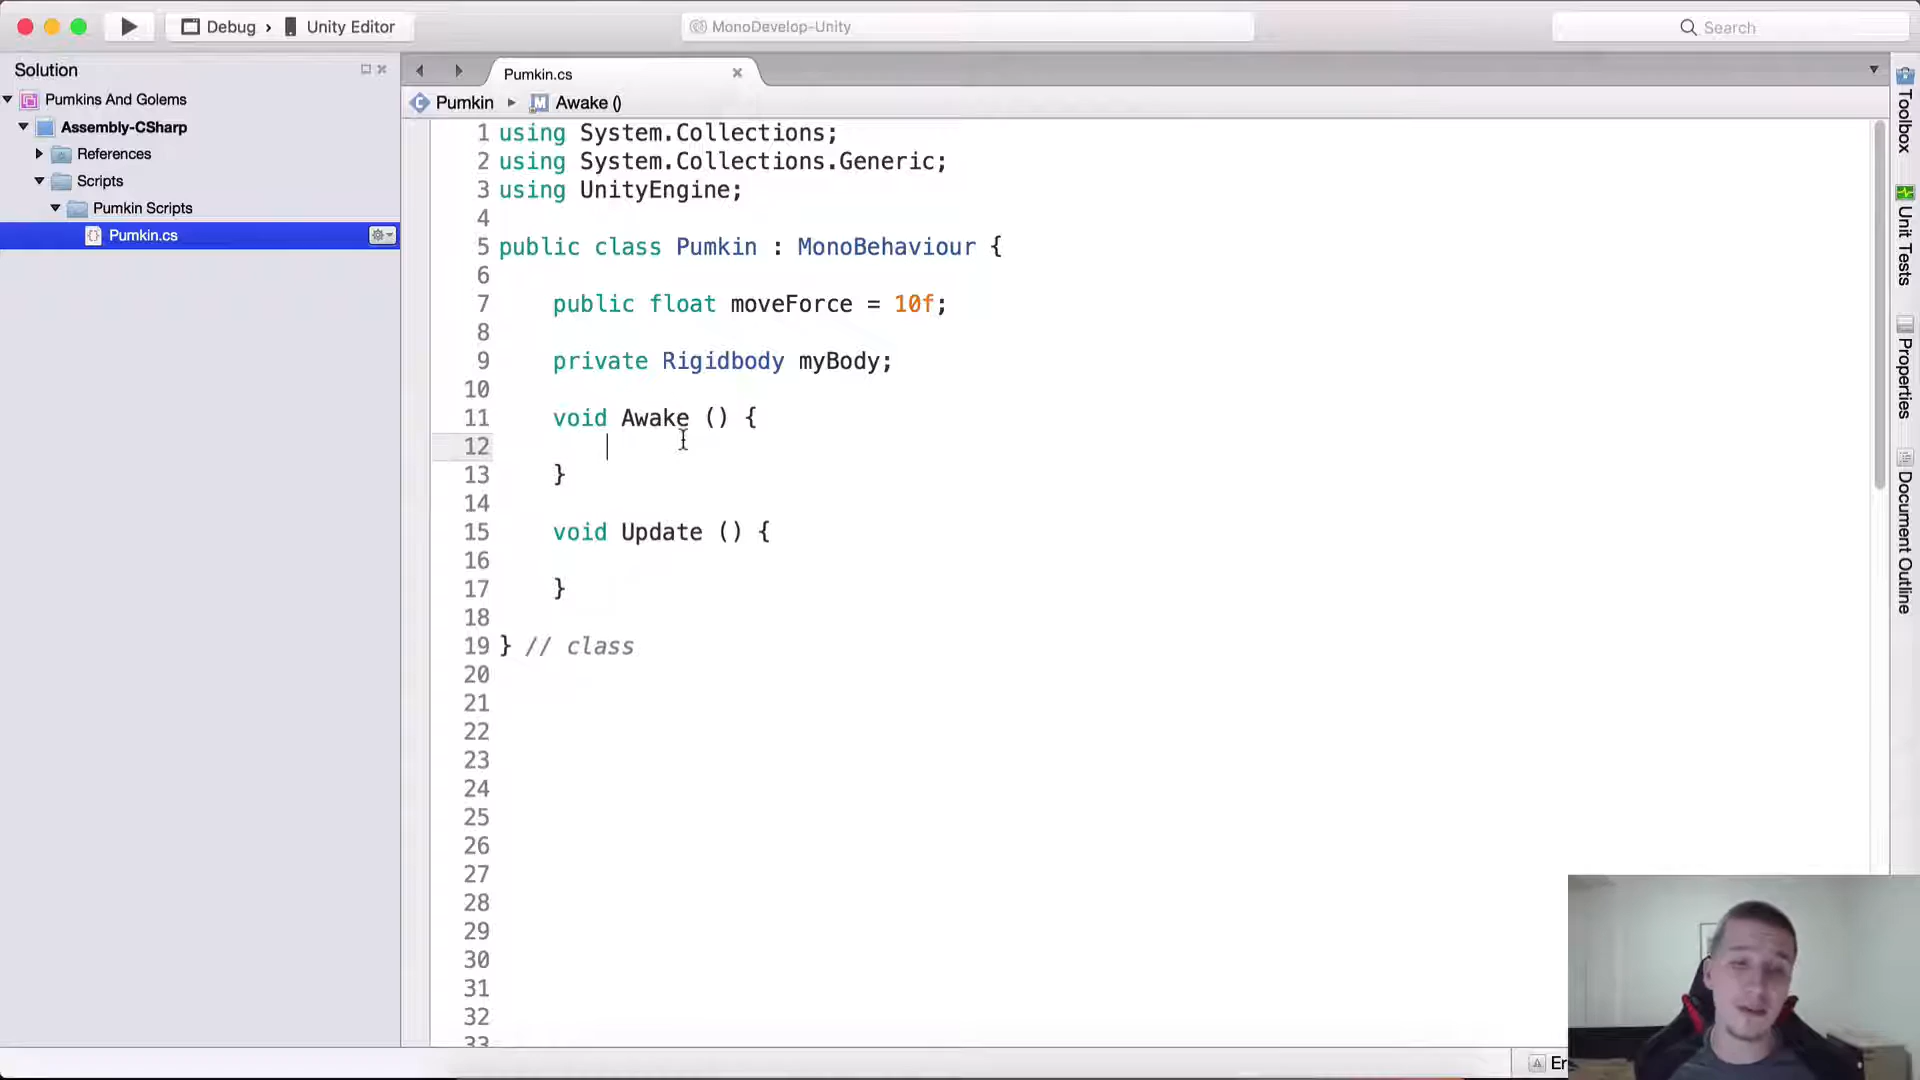 Debug › Unity Editor
MonoDevelop-Unity
Search
Solution
Pumkins And Golems
Assembly-CSharp
References
Scripts
Pumkin Scripts
Pumkin.cs
Pumkin.cs
Pumkin Awake ()
1 using System.Collections;
2 using System.Collections.Generic;
3 using UnityEngine;
4
5 public class Pumkin : MonoBehaviour {
6
7 public float moveForce = 10f;
8
9 private Rigidbody myBody;
10
11 void Awake () {
12
13 }
14
15 void Update () {
16
17 }
18
19 } // class
20
21
22
23
24
25
26
27
28
29
30
31
32
33
Toolbox
Unit Tests
Properties
Document Outline
Er